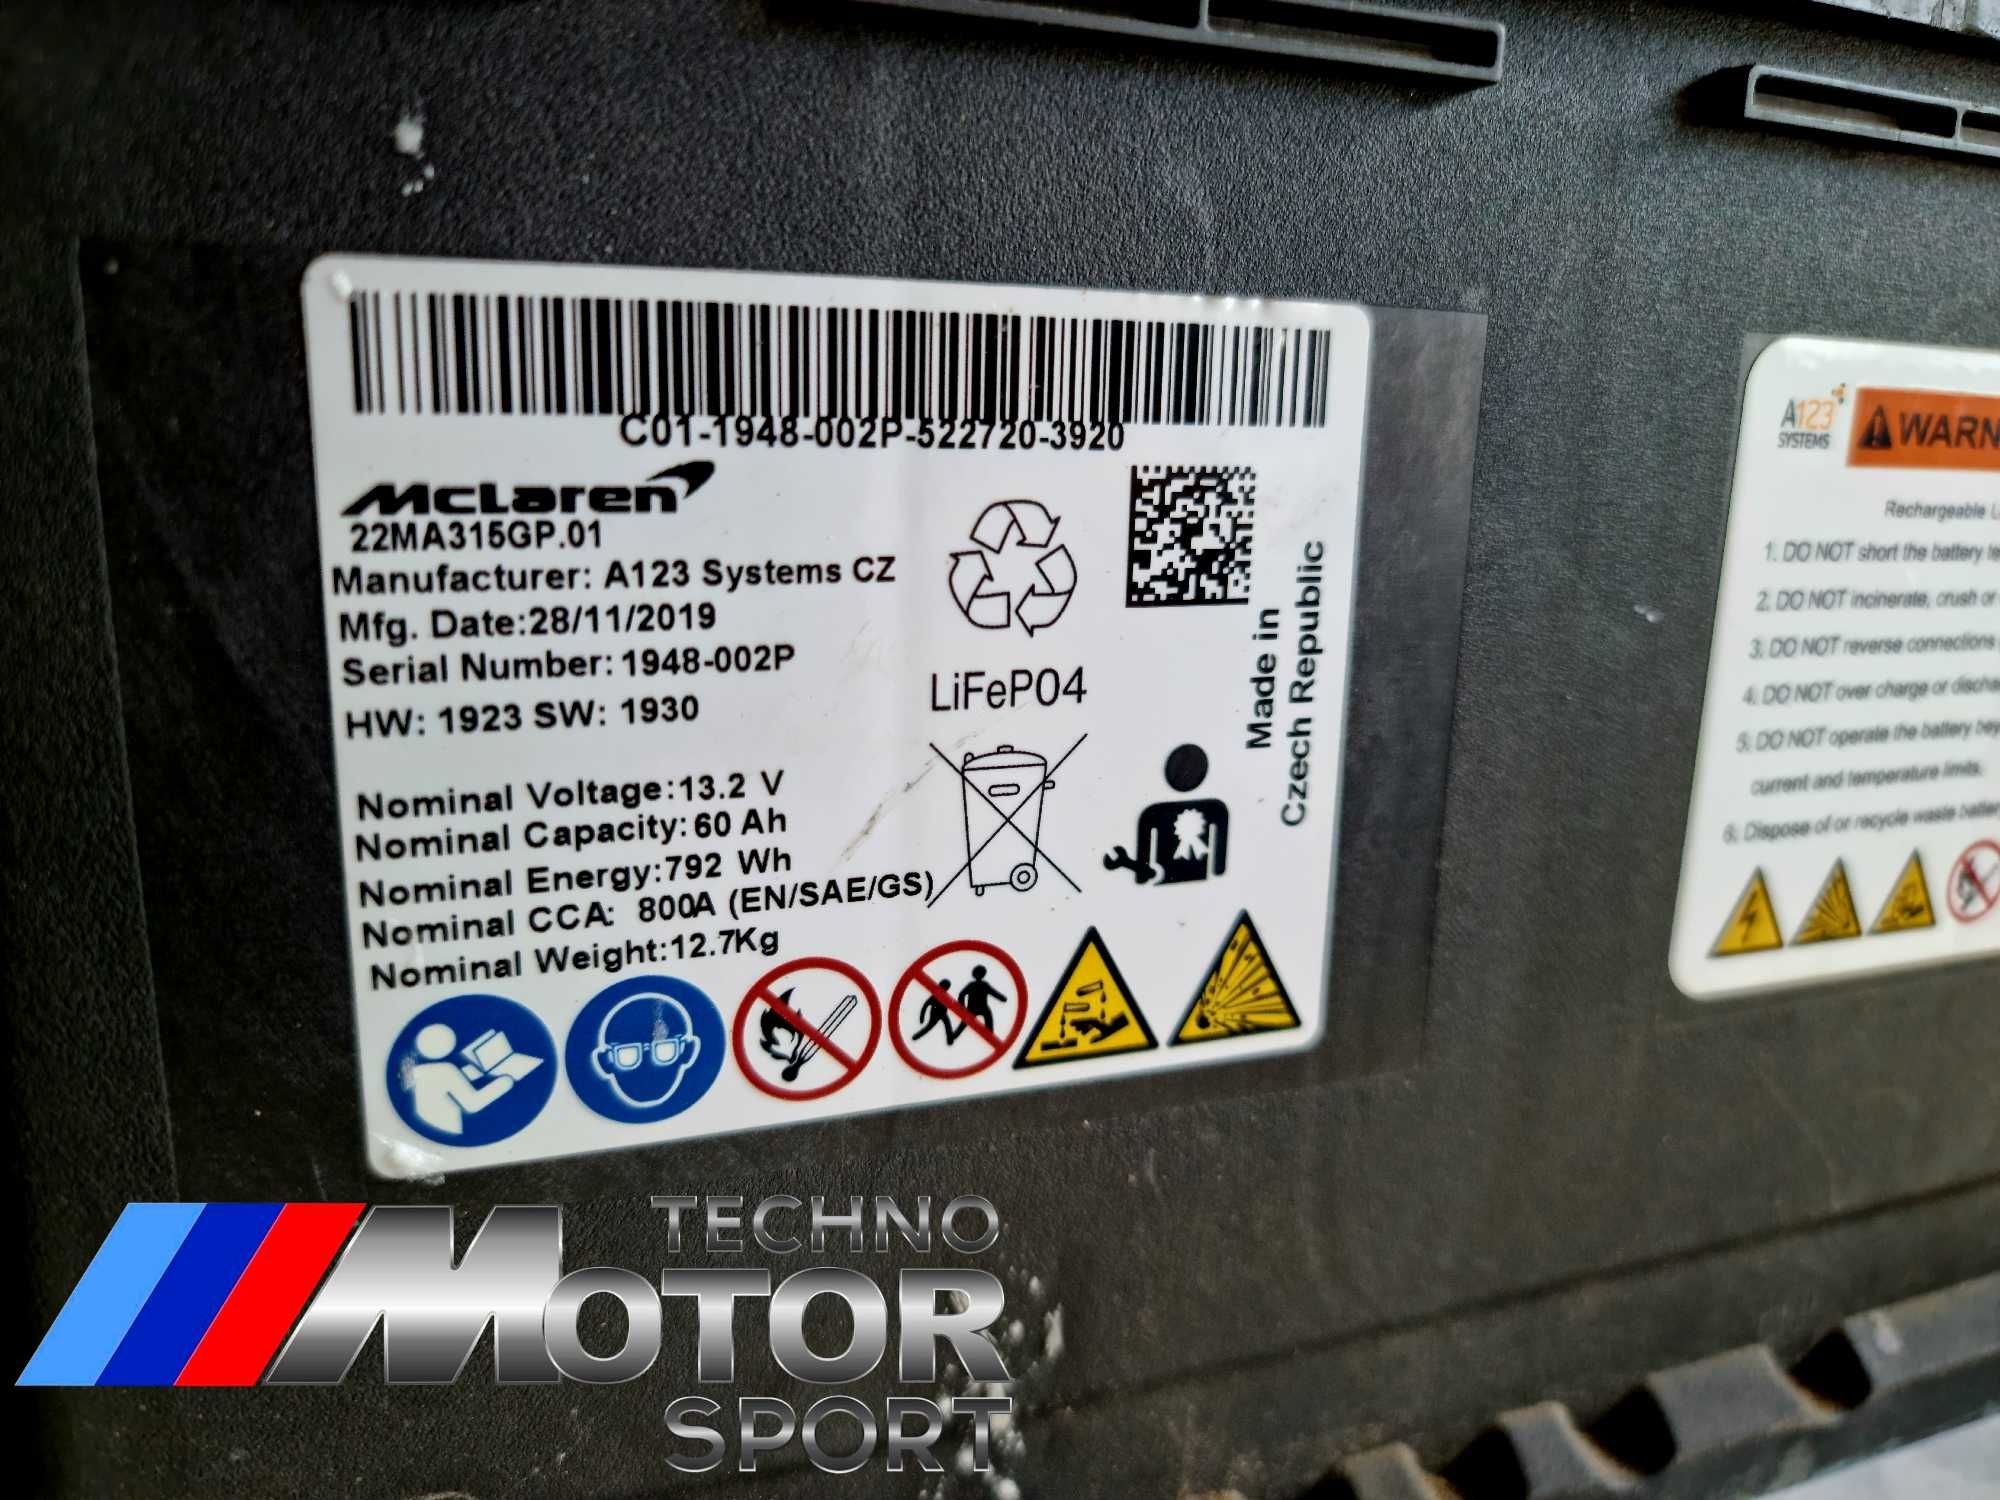 C01-1948-002P-522720-3920
McLaren
22MA315GP.01
Manufacturer: A123 Systems CZ
Mfg. Date:28/11/2019
Serial Number: 1948-002P
HW: 1923 SW: 1930
Nominal Voltage:13.2 V
Nominal Capacity: 60 Ah
Nominal Energy:792 Wh
Nominal CCA: 800A (EN/SAE/GS)
Nominal Weight:12.7Kg
LiFePO4
Made in
Czech Republic
A123
SYSTEMS
Rechargeable
1. DO NOT short the battery
2. DO NOT incinerate, crush or
3. DO NOT reverse connections
4. DO NOT over charge or
5. DO NOT operate the battery
current and temperature limits.
6. Dispose of or recycle waste
TECHNO
MOTOR
SPORT